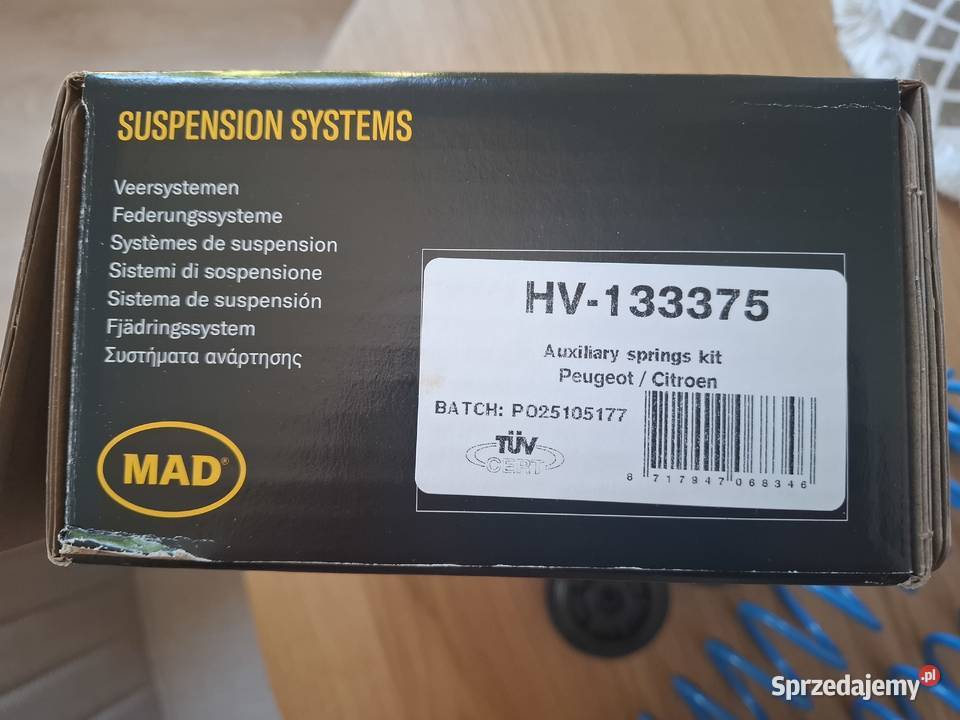 SUSPENSION SYSTEMS
Veersystemen
Federungssysteme
Systèmes de suspension
Sistemi di sospensione
Sistema de suspensión
Fjädringssystem
Συστήματα ανάρτησης
MAD®
HV-133375
Auxiliary springs kit
Peugeot / Citroen
BATCH: PO25105177
TÜV
CERT
8 717947 068346
Sprzedajemy.pl